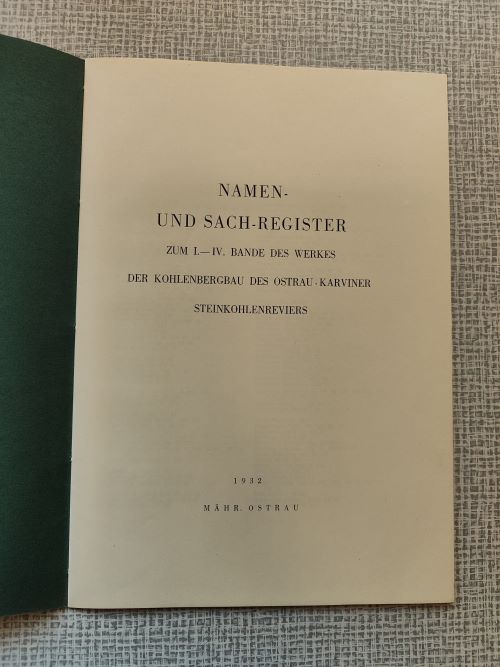 NAMEN-
UND SACH-REGISTER
ZUM I.—IV. BANDE DES WERKES
DER KOHLENBERGBAU DES OSTRAU-KARVINER
STEINKOHLENREVIERS
1932
MÄHR. OSTRAU